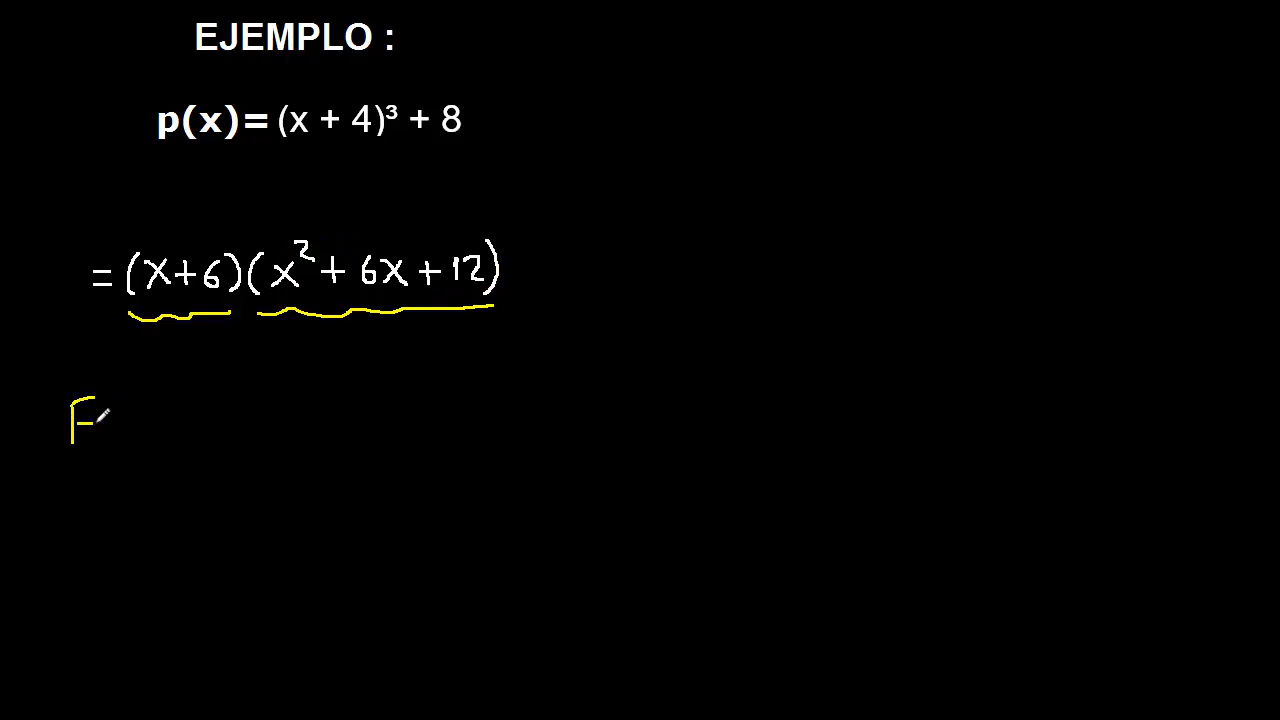 EJEMPLO :
p(x)= (x + 4)³ + 8
= (x+6)(x² + 6x + 12)
F